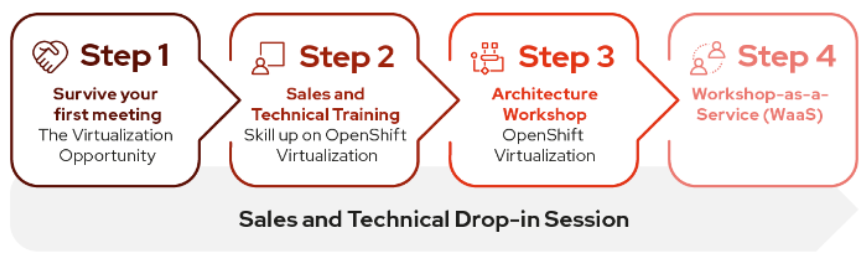 Step 1
Survive your
first meeting
The Virtualization
Opportunity
Step 2
Sales and
Technical Training
Skill up on OpenShift
Virtualization
Step 3
Architecture
Workshop
OpenShift
Virtualization
Step 4
Workshop-as-a-
Service (WaaS)
Sales and Technical Drop-in Session